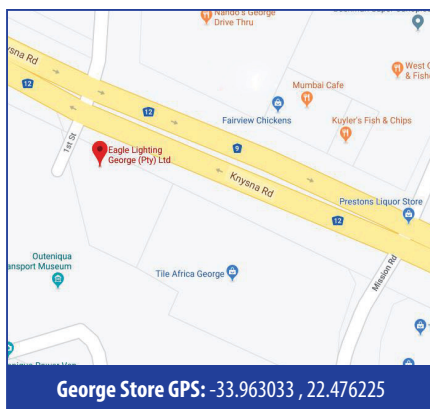 Nando's George
Drive Thru
ysna Rd
West
& Fish
Mumbai Cafe
12
12
Fairview Chickens
Kuyler's Fish & Chips
1st St
Eagle Lighting
George (Pty) Ltd
9
Knysna Rd
Prestons Liquor Store
12
Outeniqua
ansport Museum
Tile Africa George
Mission Rd
George Store GPS: -33.963033 , 22.476225